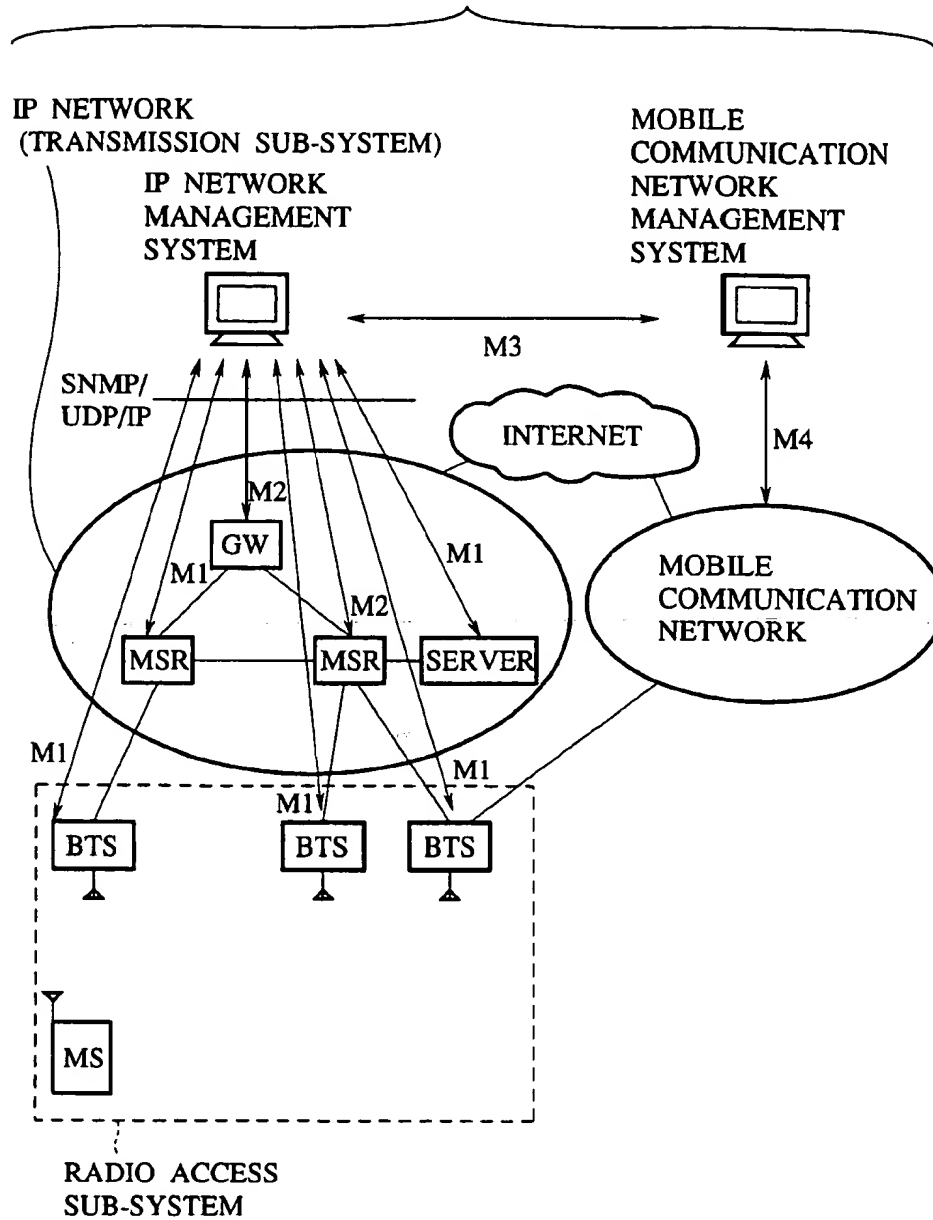 IP NETWORK
(TRANSMISSION SUB-SYSTEM)
IP NETWORK
MANAGEMENT
SYSTEM
MOBILE
COMMUNICATION
NETWORK
MANAGEMENT
SYSTEM
M3
SNMP/
UDP/IP
INTERNET
M4
M2
GW
M1
M1
M2
MSR
MSR
SERVER
MOBILE
COMMUNICATION
NETWORK
M1
M1
M1
BTS
BTS
BTS
MS
RADIO ACCESS
SUB-SYSTEM